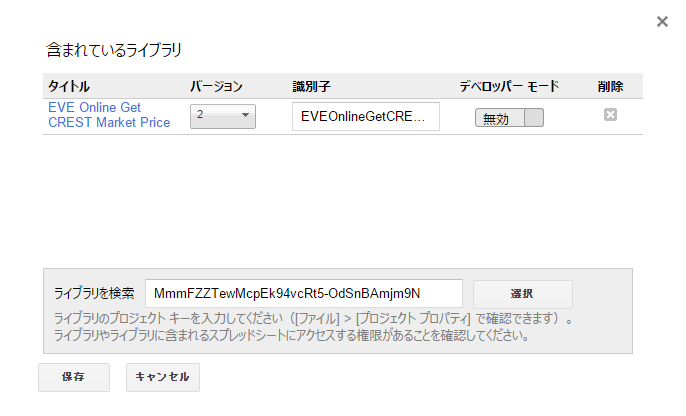 含まれているライブラリ
タイトル バージョン 識別子 デベロッパー モード 削除
EVE Online Get
CREST Market Price
2 EVEOnlineGetCRE... 無効
ライブラリを検索 MmmFZZTewMcpEk94vcRt5-OdSnBAmjm9N 選択
ライブラリのプロジェクト キーを入力してください（[ファイル] > [プロジェクト プロパティ] で確認できます）。
ライブラリやライブラリに含まれるスプレッドシートにアクセスする権限があることを確認してください。
保存 キャンセル